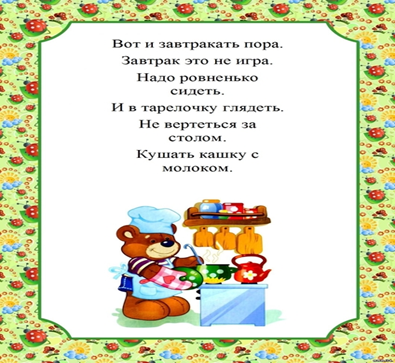 Вот и завтракать пора.
Завтрак это не игра.
Надо ровненько
сидеть.
И в тарелочку глядеть.
Не вертеться за
столом.
Кушать кашку с
молоком.